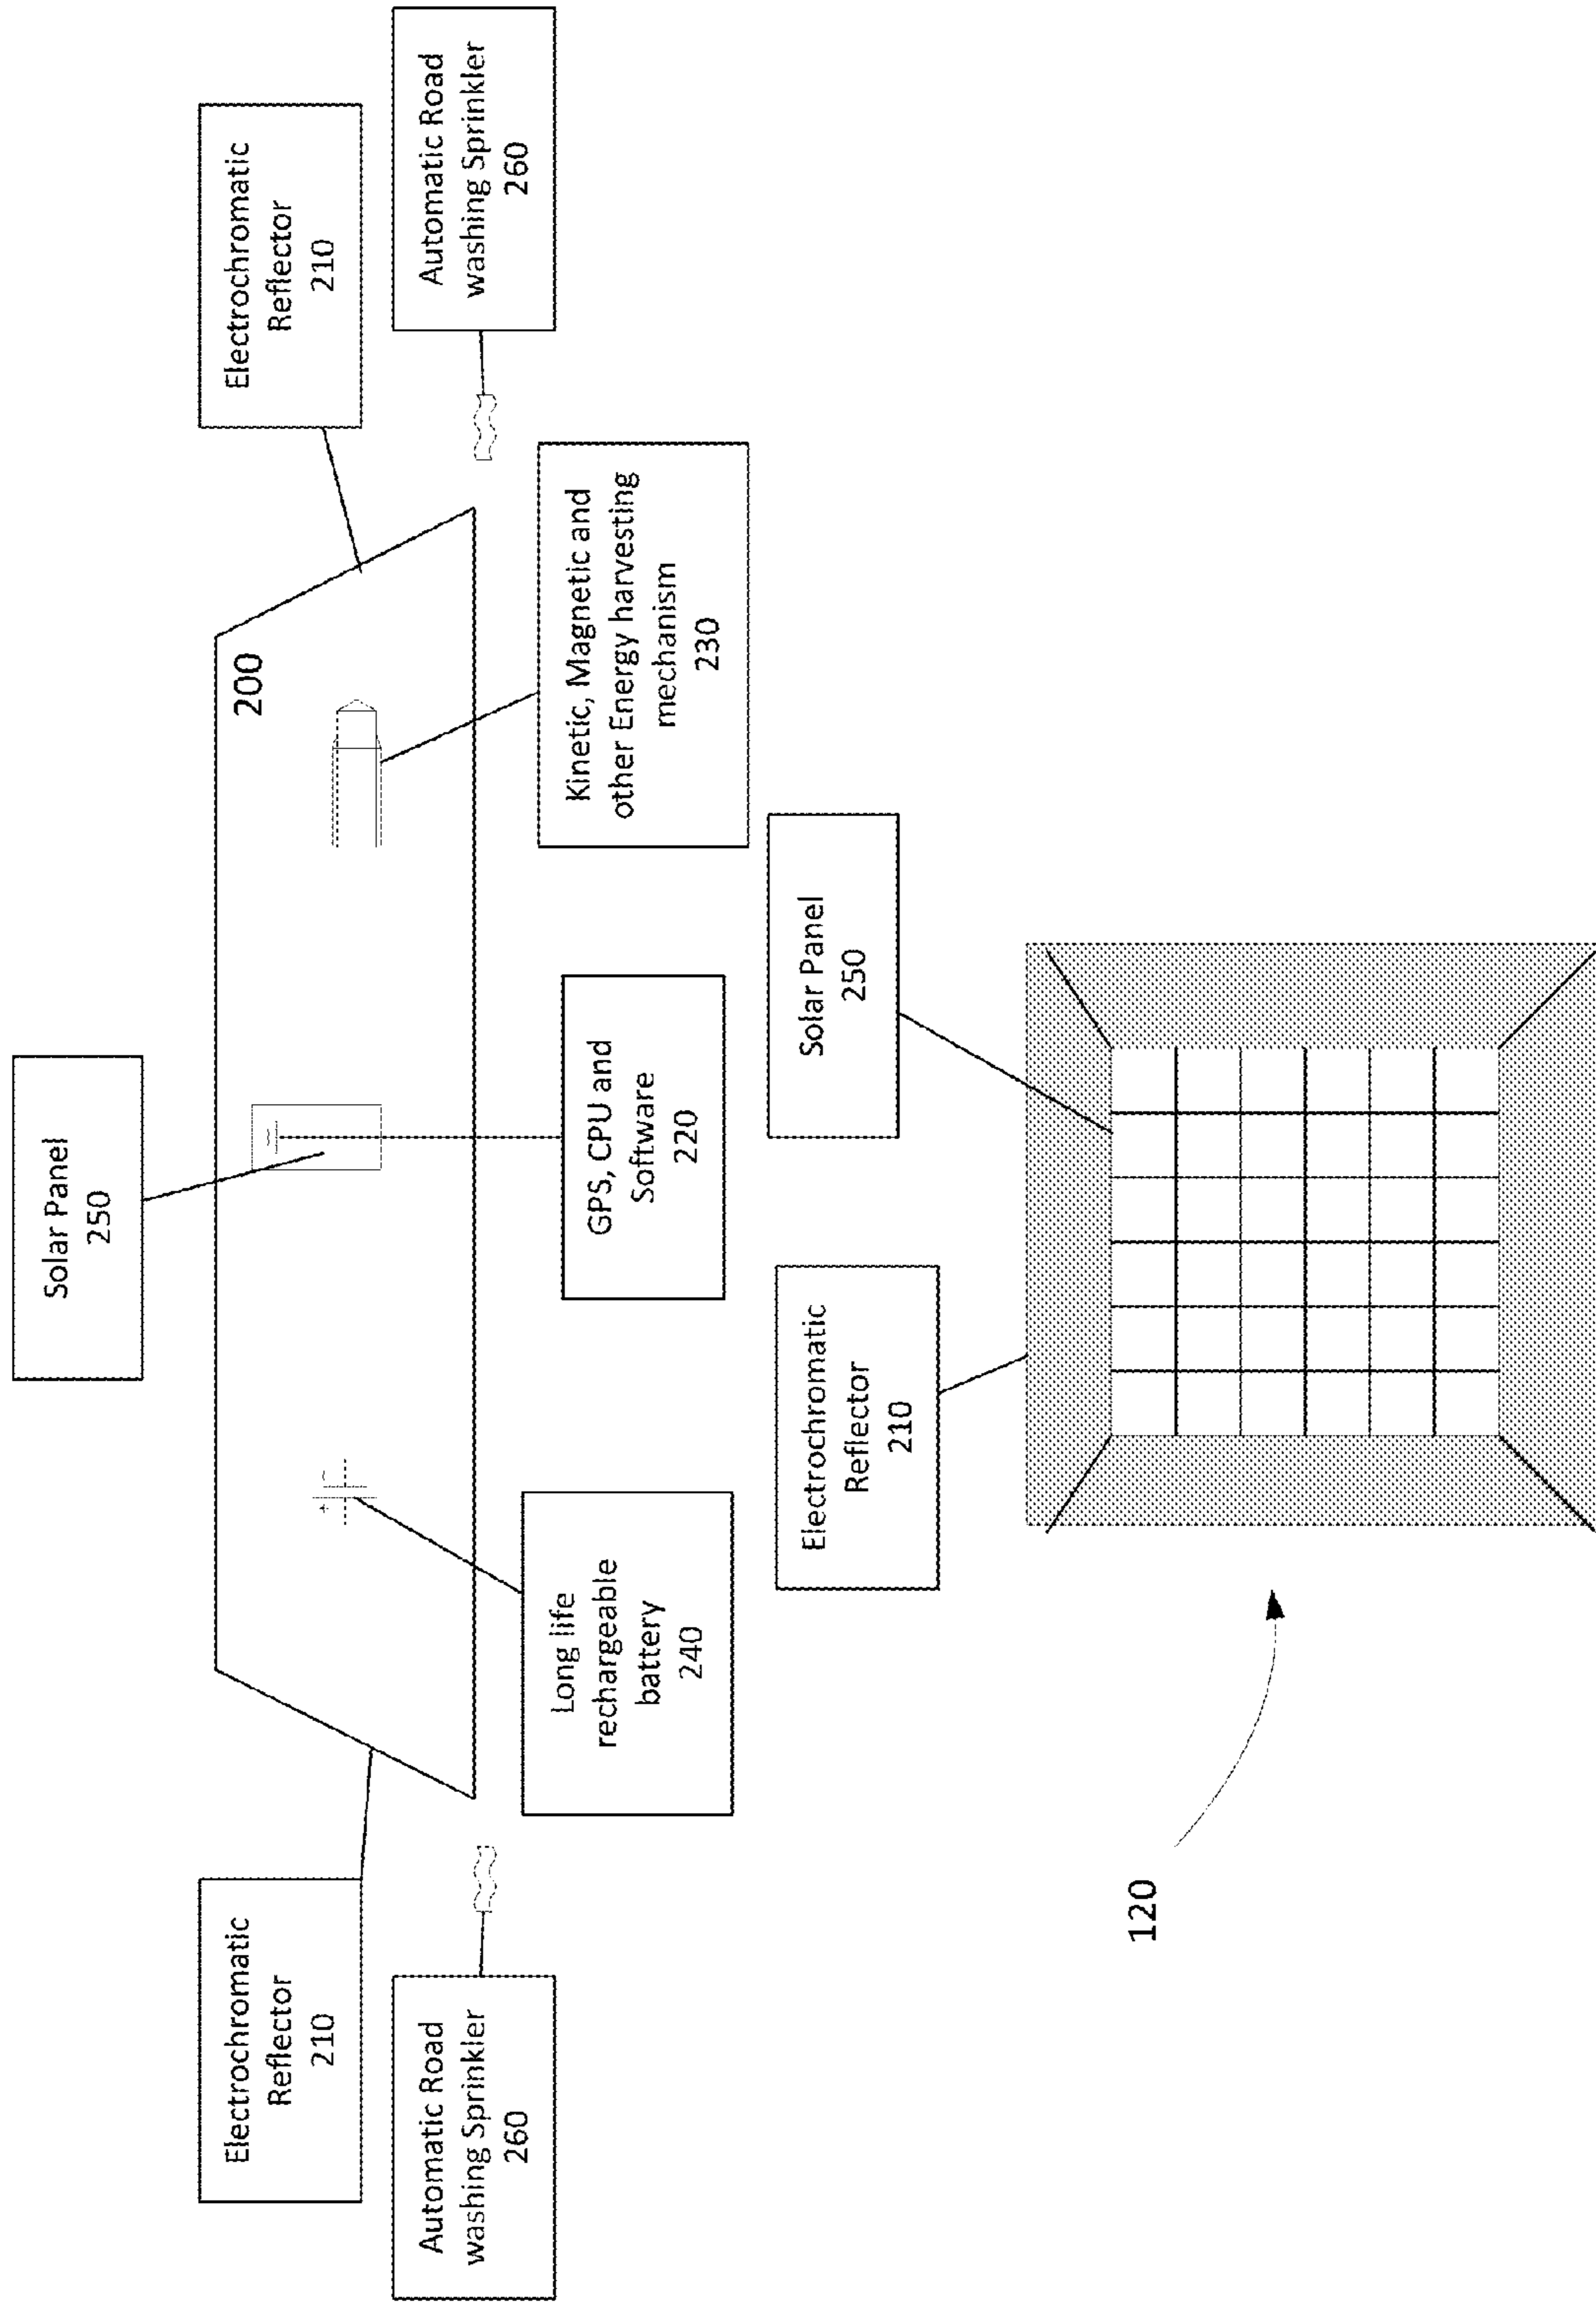 Solar Panel
250
Electrochromatic
Reflector
210
Electrochromatic
Reflector
210
200
Automatic Road
washing Sprinkler
260
Automatic Road
washing Sprinkler
260
Long life
rechargeable
battery
240
GPS, CPU and
Software
220
Kinetic, Magnetic and
other Energy harvesting
mechanism
230
Electrochromatic
Reflector
210
Solar Panel
250
120